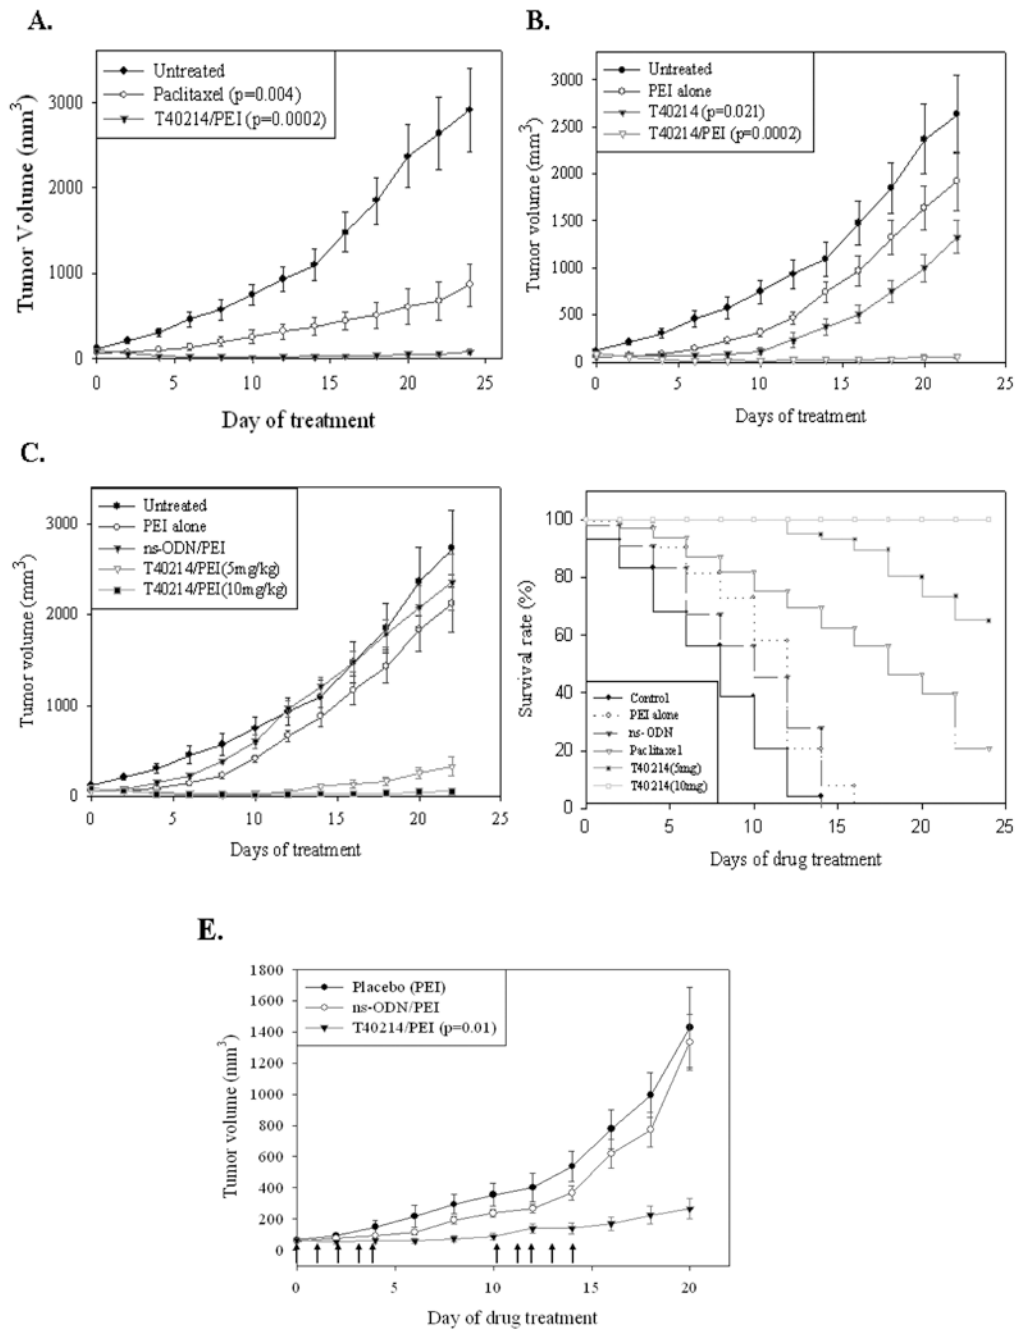 A.
Untreated
Paclitaxel (p=0.004)
T40214/PEI (p=0.0002)
Tumor Volume (mm3)
3000
2000
1000
0
0 5 10 15 20 25
Day of treatment
B.
Untreated
PEI alone
T40214 (p=0.021)
T40214/PEI (p=0.0002)
Tumor volume (mm3)
3000
2500
2000
1500
1000
500
0
0 5 10 15 20 25
Days of treatment
C.
Untreated
PEI alone
ns-ODN/PEI
T40214/PEI(5mg/kg)
T40214/PEI(10mg/kg)
Tumor volume (mm3)
3000
2000
1000
0
0 5 10 15 20 25
Days of treatment
Survival rate (%)
100
80
60
40
20
0
Control
PEI alone
ns-ODN
Paclitaxel
T40214(5mg)
T40214(10mg)
0 5 10 15 20 25
Days of drug treatment
E.
Placebo (PEI)
ns-ODN/PEI
T40214/PEI (p=0.01)
Tumor volume (mm3)
1800
1600
1400
1200
1000
800
600
400
200
0
0 5 10 15 20
Day of drug treatment